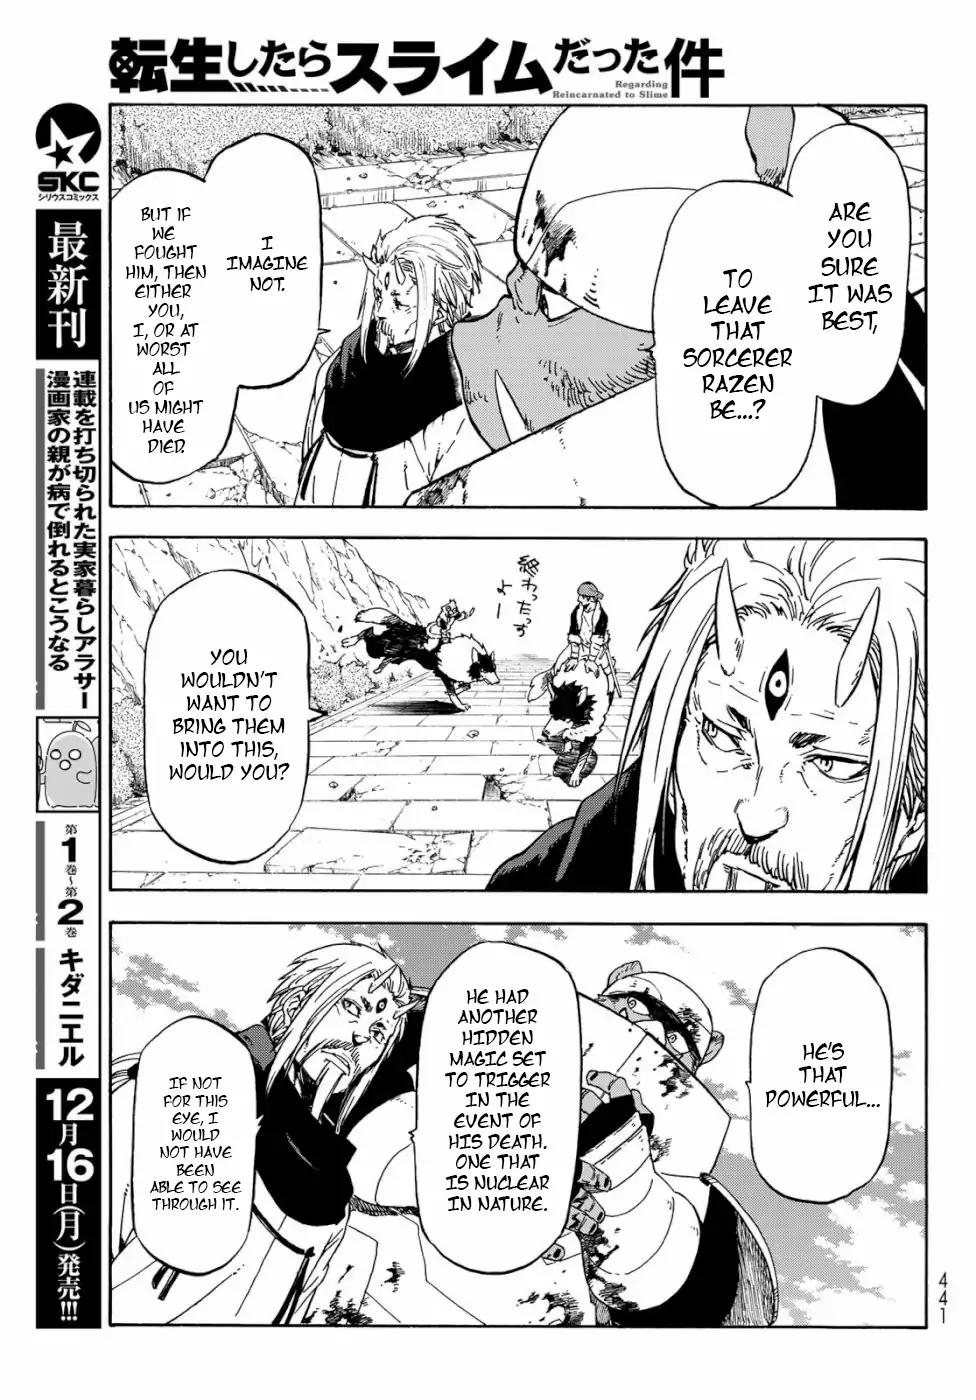 転生したらスライムだった件
Regarding
Reincarnated to Slime
SKC
シリウスコミックス
最新刊
連載を打ち切られた実家暮らしアラサー
漫画家の親が病で倒れるとこうなる
第1巻〜第2巻
キダニエル
12月16日(月)発売!!!
ARE
YOU
SURE
IT WAS
BEST,
TO
LEAVE
THAT
SORCERER
RAZEN
BE...?
I
IMAGINE
NOT.
BUT IF
WE
FOUGHT
HIM, THEN
EITHER
YOU,
I, OR AT
WORST
ALL
OF
US MIGHT
HAVE
DIED.
終わったっす
よー
YOU
WOULDN'T
WANT TO
BRING THEM
INTO THIS,
WOULD YOU?
HE'S
THAT
POWERFUL...
HE HAD
ANOTHER
HIDDEN
MAGIC SET
TO TRIGGER
IN THE
EVENT OF
HIS DEATH.
ONE THAT
IS NUCLEAR
IN NATURE.
IF NOT
FOR THIS
EYE, I
WOULD
NOT HAVE
BEEN
ABLE TO SEE
THROUGH IT.
441